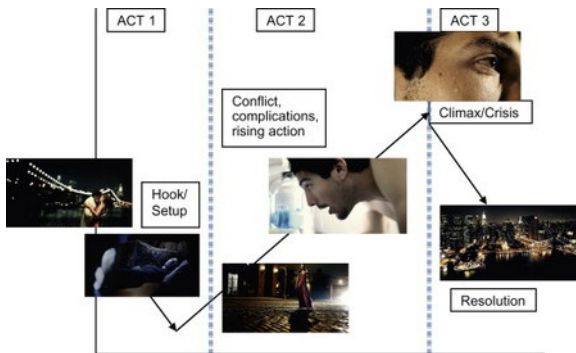 ACT 1
ACT 2
ACT 3
Conflict,
complications,
rising action
Climax/Crisis
Hook/
Setup
Resolution